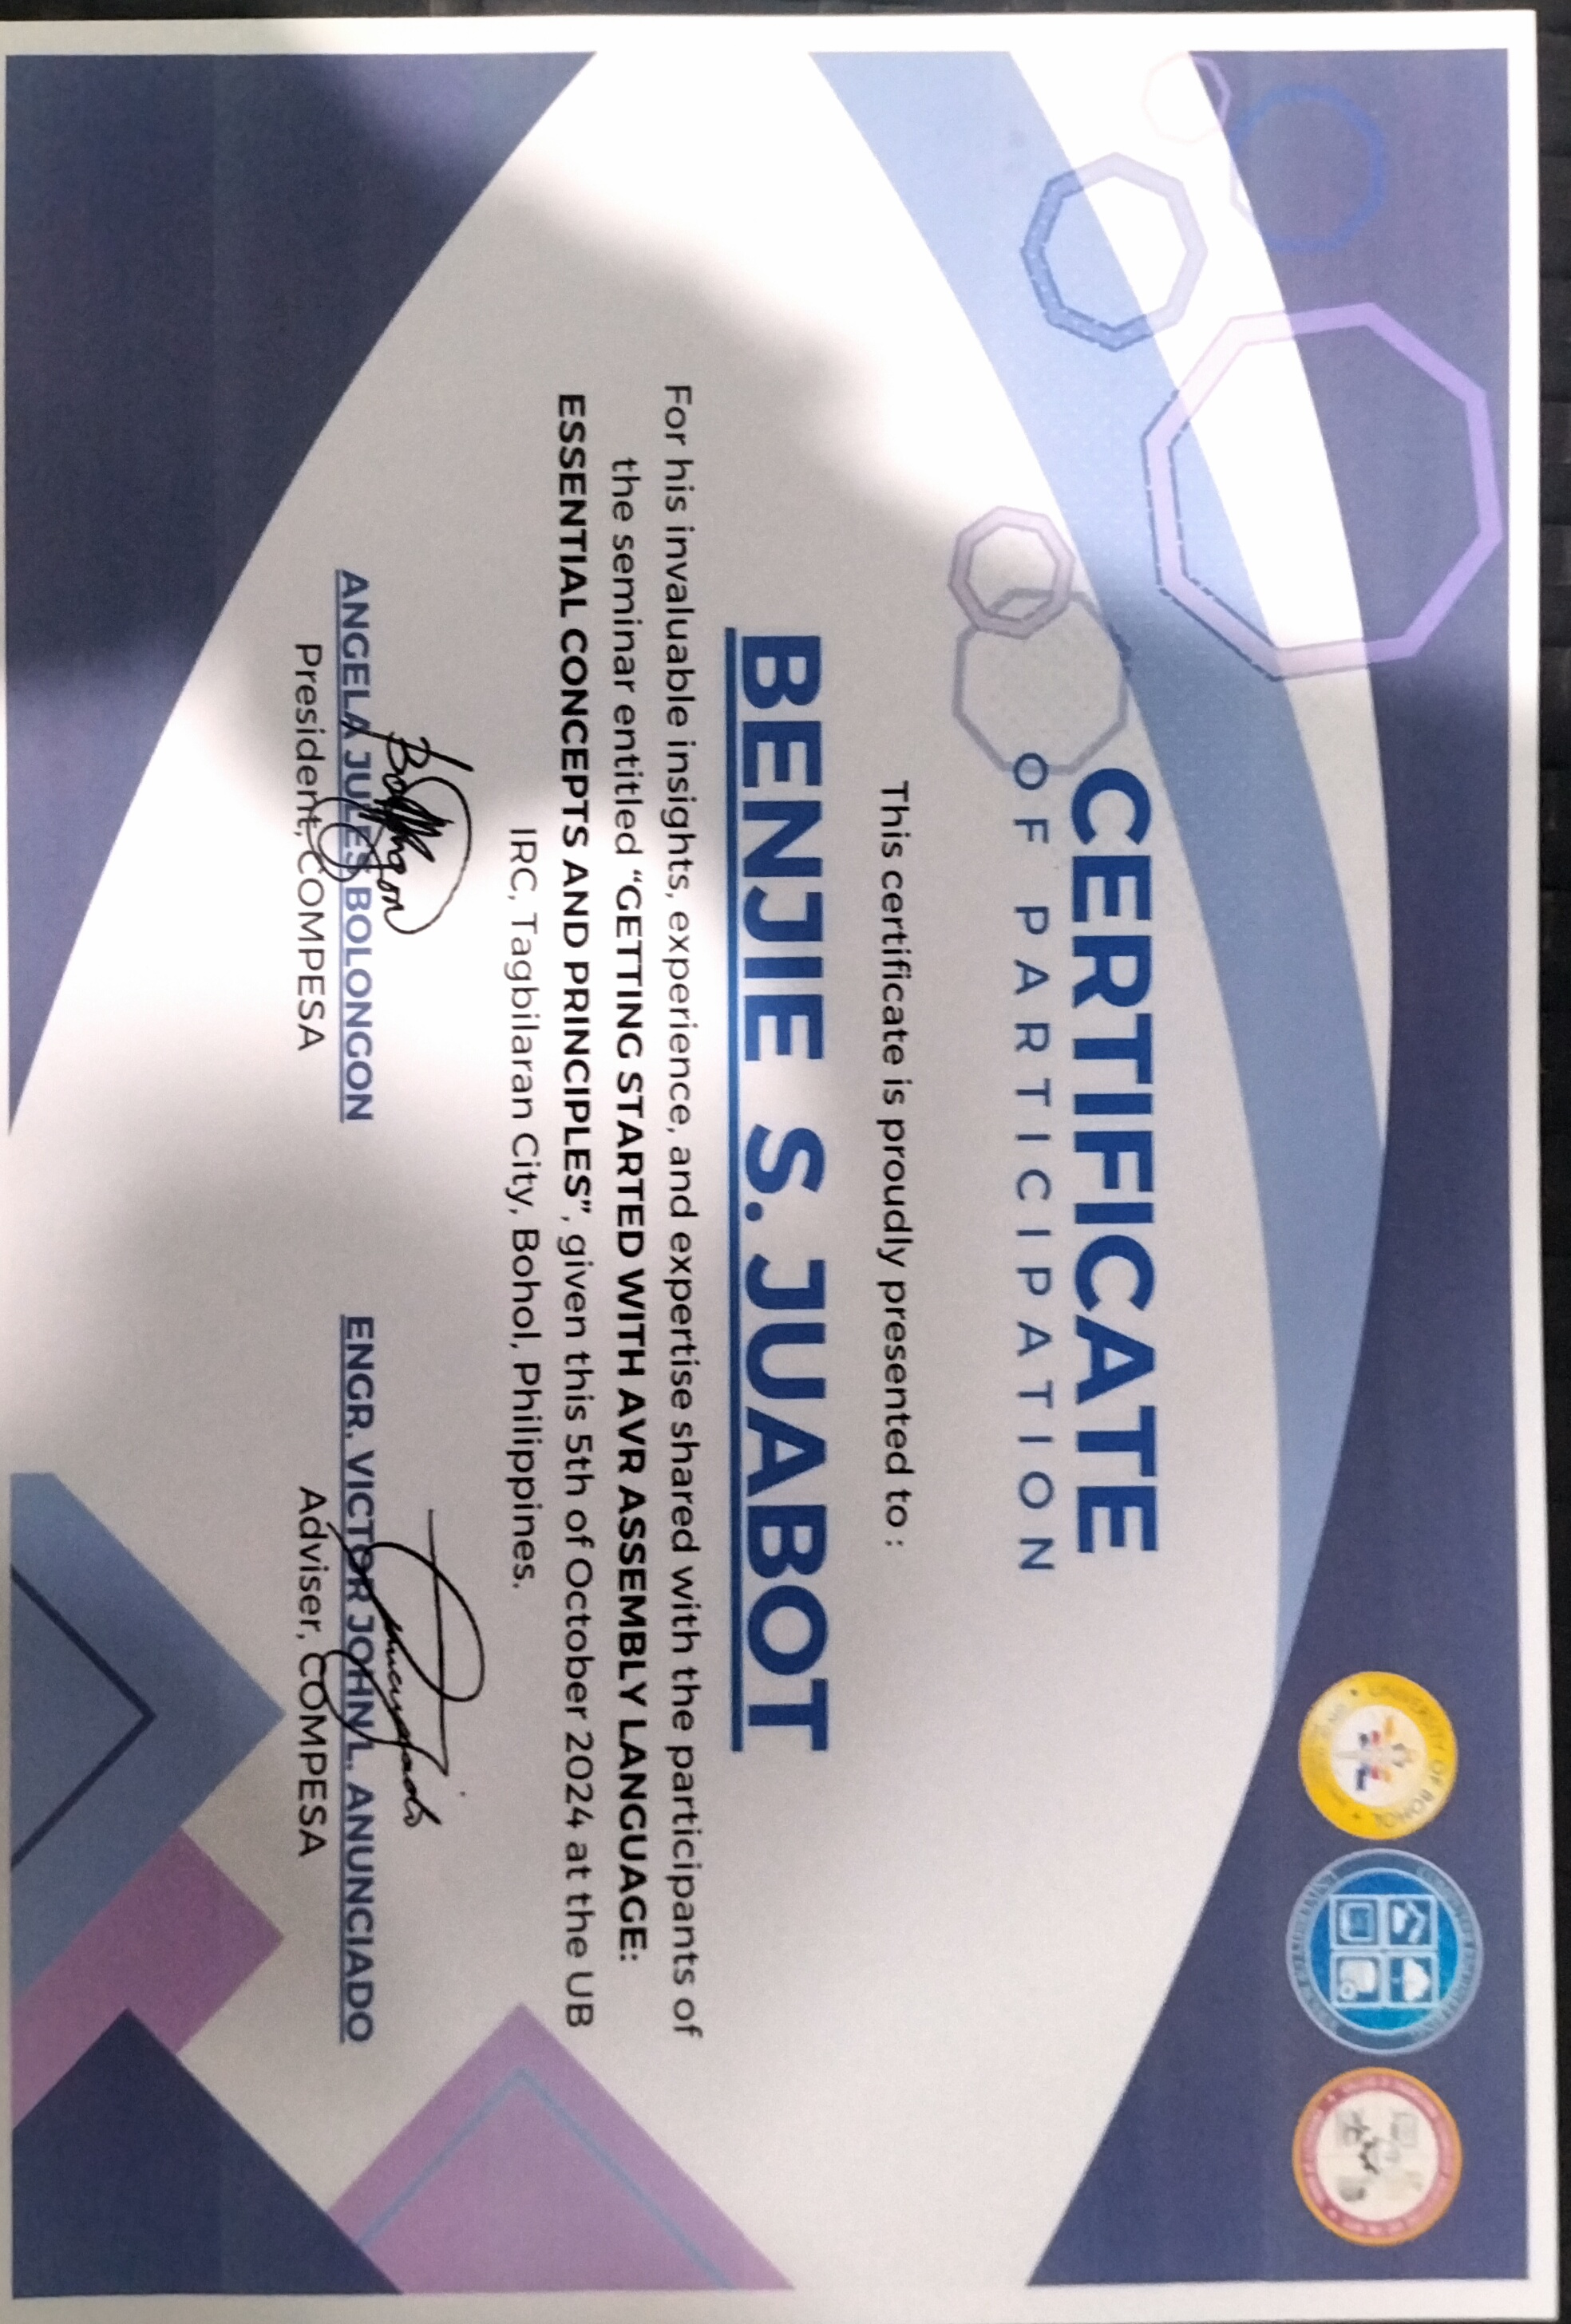 UNIVERSITY OF BOHOL
CERTIFICATE
OF PARTICIPATION
This certificate is proudly presented to :
BENJIE S. JUABOT
For his invaluable insights, experience, and expertise shared with the participants of
the seminar entitled “GETTING STARTED WITH AVR ASSEMBLY LANGUAGE:
ESSENTIAL CONCEPTS AND PRINCIPLES”, given this 5th of October 2024 at the UB
IRC, Tagbilaran City, Bohol, Philippines.
ANGELA JULES BOLONGON
President, COMPESA
ENGR. VICTOR JOHN L. ANUNCIADO
Adviser, COMPESA